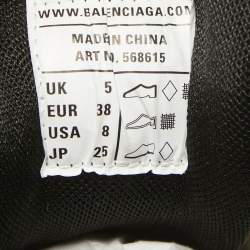 WWW.BALENCIAGA.COM
MADE IN CHINA
ART N. 568615
UK 5
EUR 38
USA 8
JP 25